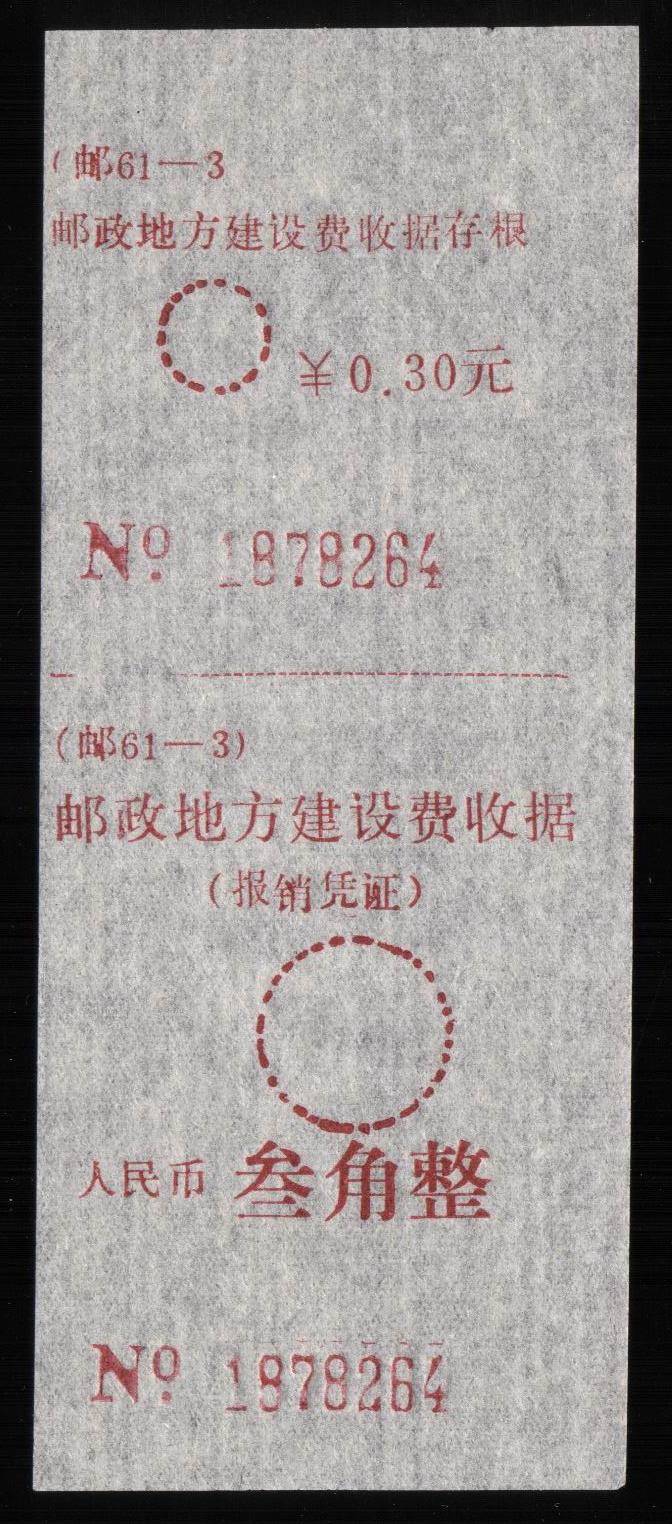 (邮61—3
邮政地方建设费收据存根
¥0.30元
Nº 1878264
(邮61—3)
邮政地方建设费收据
(报销凭证)
人民币 叁角整
Nº 1878264